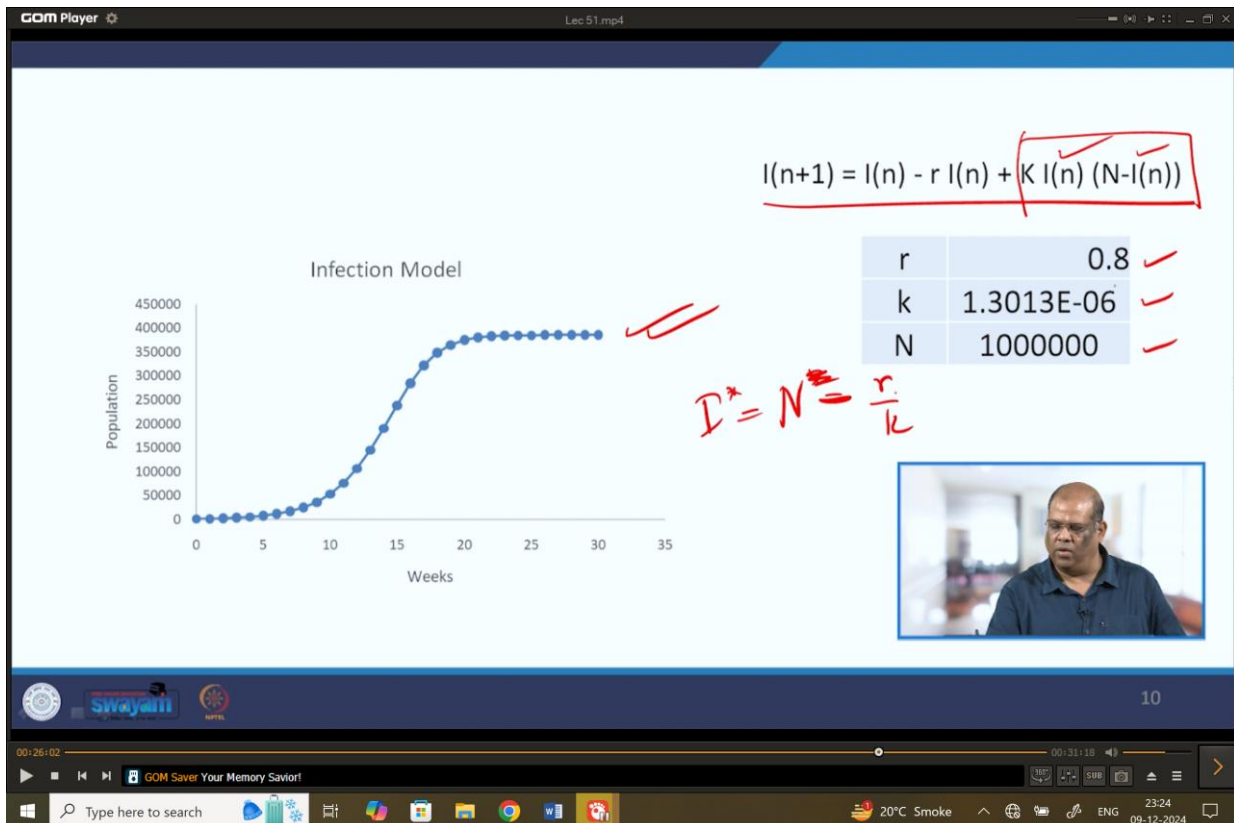 GOM Player
Lec 51.mp4
I(n+1) = I(n) - r I(n) + K I(n) (N-I(n))
r 0.8
k 1.3013E-06
N 1000000
Infection Model
450000
400000
350000
300000
250000
200000
150000
100000
50000
0
Population
0 5 10 15 20 25 30 35
Weeks
I* = N = r/k
swayam
NPTEL
10
00:26:02
00:31:18
GOM Saver Your Memory Savior!
360°
SUB
Type here to search
20°C Smoke
ENG
23:24
09-12-2024